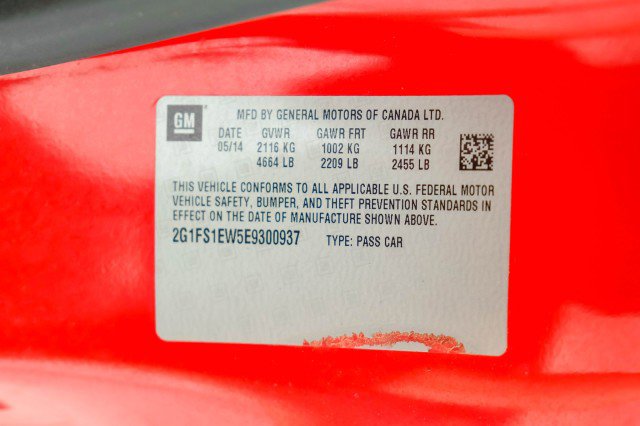 GM
MFD BY GENERAL MOTORS OF CANADA LTD.
DATE GVWR GAWR FRT GAWR RR
05/14 2116 KG 1002 KG 1114 KG
4664 LB 2209 LB 2455 LB
THIS VEHICLE CONFORMS TO ALL APPLICABLE U.S. FEDERAL MOTOR
VEHICLE SAFETY, BUMPER, AND THEFT PREVENTION STANDARDS IN
EFFECT ON THE DATE OF MANUFACTURE SHOWN ABOVE.
2G1FS1EW5E9300937 TYPE: PASS CAR